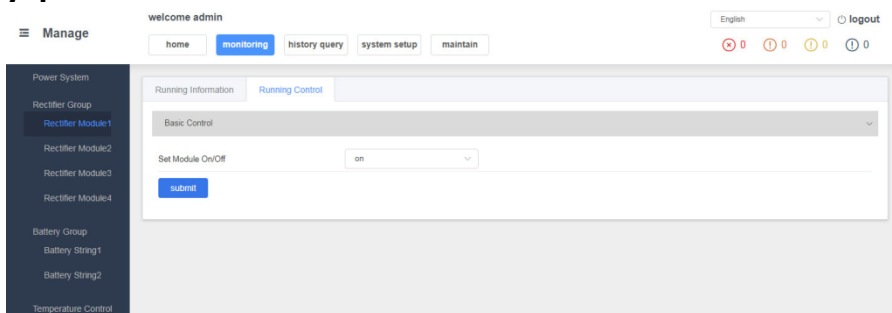 welcome admin
English
logout
Manage
home
monitoring
history query
system setup
maintain
0
0
0
0
Power System
Rectifier Group
Rectifier Module1
Rectifier Module2
Rectifier Module3
Rectifier Module4
Battery Group
Battery String1
Battery String2
Temperature Control
Running Information
Running Control
Basic Control
Set Module On/Off
on
submit